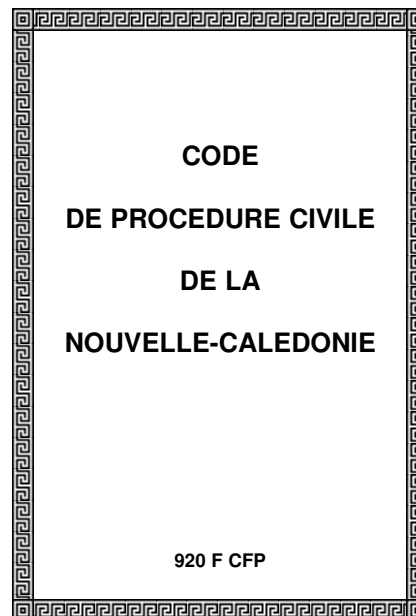 CODE
DE PROCEDURE CIVILE
DE LA
NOUVELLE-CALEDONIE
920 F CFP